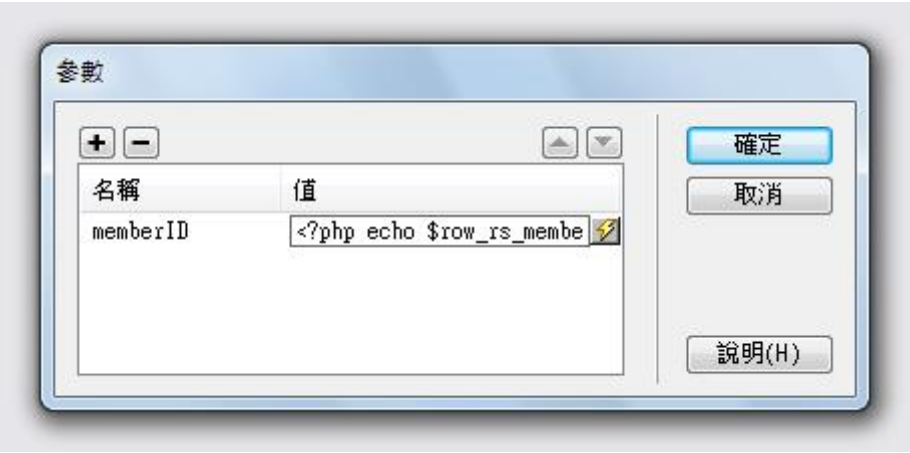 參數
確定
取消
名稱 值
memberID <?php echo $row_rs_membe
說明(H)